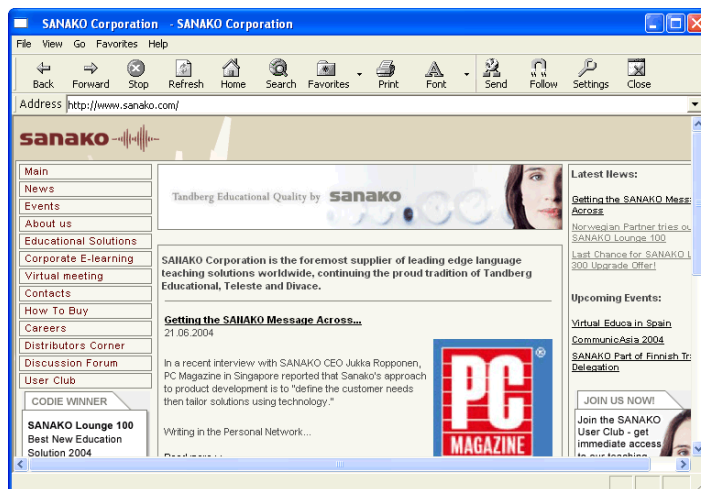 SANAKO Corporation - SANAKO Corporation
File View Go Favorites Help
Back Forward Stop Refresh Home Search Favorites Print Font Send Follow Settings Close
Address http://www.sanako.com/
sanako
Main
News
Events
About us
Educational Solutions
Corporate E-learning
Virtual meeting
Contacts
How To Buy
Careers
Distributors Corner
Discussion Forum
User Club
CODIE WINNER
SANAKO Lounge 100
Best New Education
Solution 2004
Tandberg Educational Quality by sanako
SANAKO Corporation is the foremost supplier of leading edge language
teaching solutions worldwide, continuing the proud tradition of Tandberg
Educational, Teleste and Divace.
Getting the SANAKO Message Across...
21.06.2004
In a recent interview with SANAKO CEO Jukka Ropponen,
PC Magazine in Singapore reported that Sanako's approach
to product development is to "define the customer needs
then tailor solutions using technology."
Writing in the Personal Network...
PC
MAGAZINE
®
Latest News:
Getting the SANAKO Mess
Across
Norwegian Partner tries ou
SANAKO Lounge 100
Last Chance for SANAKO L
300 Upgrade Offer!
Upcoming Events:
Virtual Educa in Spain
CommunicAsia 2004
SANAKO Part of Finnish Tr
Delegation
JOIN US NOW!
Join the SANAKO
User Club - get
immediate access
to our teaching